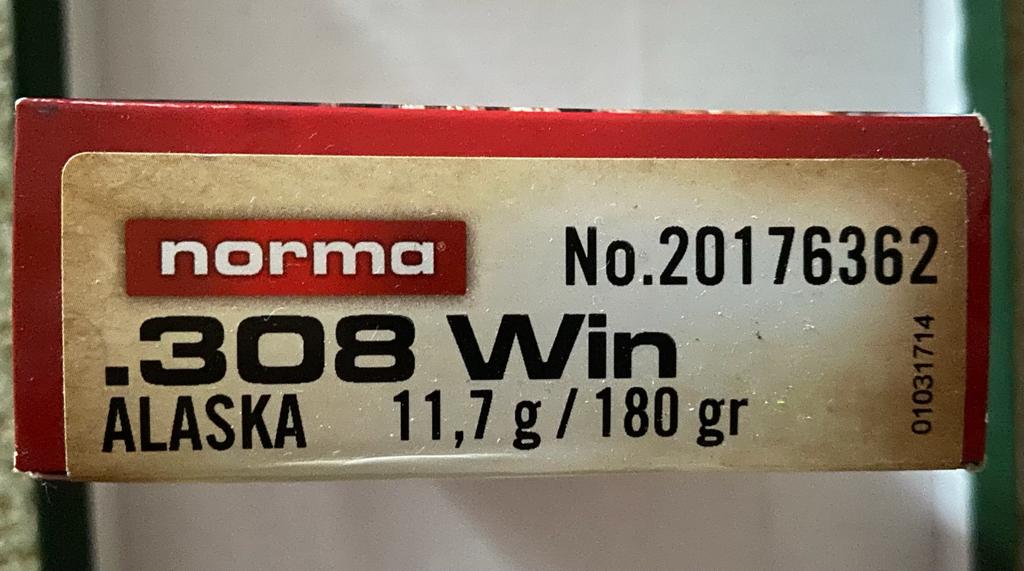 norma®
No.20176362
.308 Win
ALASKA 11,7 g / 180 gr
01031714